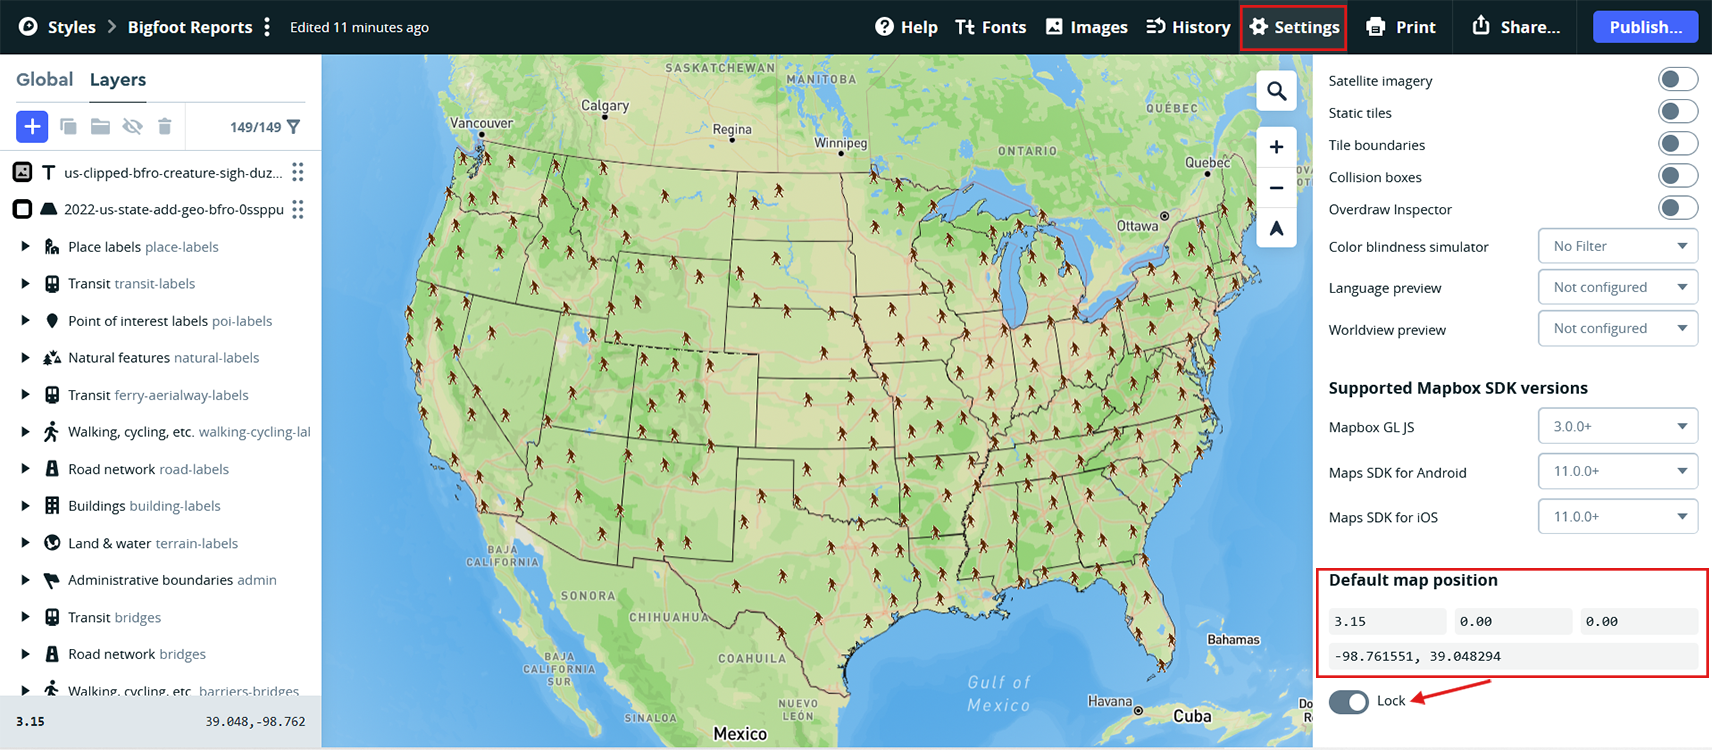 Styles > Bigfoot Reports Edited 11 minutes ago Help Fonts Images History Settings Print Share... Publish...
Global Layers
149/149
us-clipped-bfro-creature-sigh-duz...
2022-us-state-add-geo-bfro-0ssppu
Place labels place-labels
Transit transit-labels
Point of interest labels poi-labels
Natural features natural-labels
Transit ferry-aerialway-labels
Walking, cycling, etc. walking-cycling-lal
Road network road-labels
Buildings building-labels
Land & water terrain-labels
Administrative boundaries admin
Transit bridges
Road network bridges
Walking, cycling, etc. barriers-bridges
3.15 39.048,-98.762
SASKATCHEWAN
MANITOBA
Calgary
QUÉBEC
Vancouver
Regina
Winnipeg
ONTARIO
Quebec
Ottawa
BAJA
CALIFORNIA
SONORA
CHIHUAHUA
BAJA
CALIFORNIA
SUR
COAHUILA
SINALOA
NUEVO
LEÓN
Mexico
Gulf of
Mexico
Bahamas
Havana
Cuba
Do
R
Satellite imagery
Static tiles
Tile boundaries
Collision boxes
Overdraw Inspector
Color blindness simulator No Filter
Language preview Not configured
Worldview preview Not configured
Supported Mapbox SDK versions
Mapbox GL JS 3.0.0+
Maps SDK for Android 11.0.0+
Maps SDK for iOS 11.0.0+
Default map position
3.15 0.00 0.00
-98.761551, 39.048294
Lock